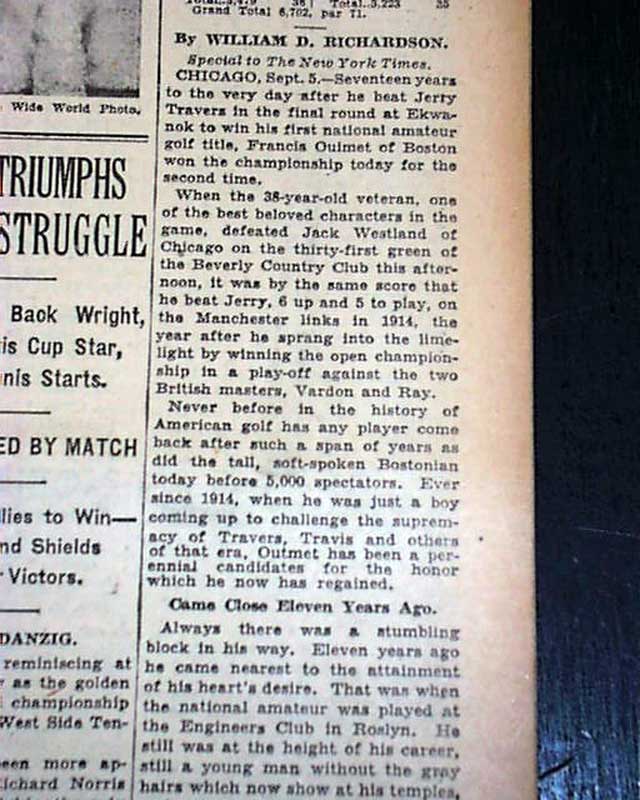 Wide World Photo.
TRIUMPHS
STRUGGLE
Back Wright,
is Cup Star,
nis Starts.
ED BY MATCH
lies to Win—
nd Shields
Victors.
DANZIG.
reminiscing at
as the golden
championship
West Side Ten-
een more ap-
ichard Norris
Grand Total 6,702, par 71.
By WILLIAM D. RICHARDSON.
Special to The New York Times.
CHICAGO, Sept. 5.—Seventeen years
to the very day after he beat Jerry
Travers in the final round at Ekwa-
nok to win his first national amateur
golf title, Francis Ouimet of Boston
won the championship today for the
second time.
When the 38-year-old veteran, one
of the best beloved characters in the
game, defeated Jack Westland of
Chicago on the thirty-first green of
the Beverly Country Club this after-
noon, it was by the same score that
he beat Jerry, 6 up and 5 to play, on
the Manchester links in 1914, the
year after he sprang into the lime-
light by winning the open champion-
ship in a play-off against the two
British masters, Vardon and Ray.
Never before in the history of
American golf has any player come
back after such a span of years as
did the tall, soft-spoken Bostonian
today before 5,000 spectators. Ever
since 1914, when he was just a boy
coming up to challenge the suprem-
acy of Travers, Travis and others
of that era, Ouimet has been a per-
ennial candidates for the honor
which he now has regained.
Came Close Eleven Years Ago.
Always there was a stumbling
block in his way. Eleven years ago
he came nearest to the attainment
of his heart's desire. That was when
the national amateur was played at
the Engineers Club in Roslyn. He
still was at the height of his career,
still a young man without the gray
hairs which now show at his temples,